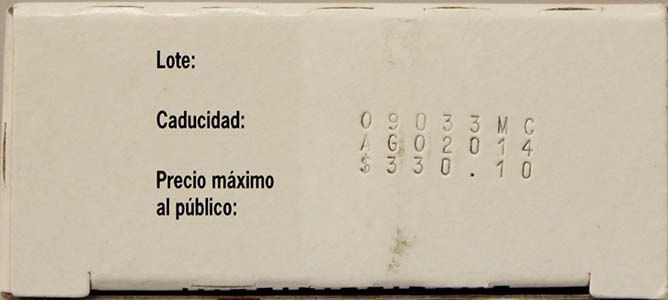 Lote:
Caducidad:
Precio máximo
al público:
09033MC
AGO2014
$330.10